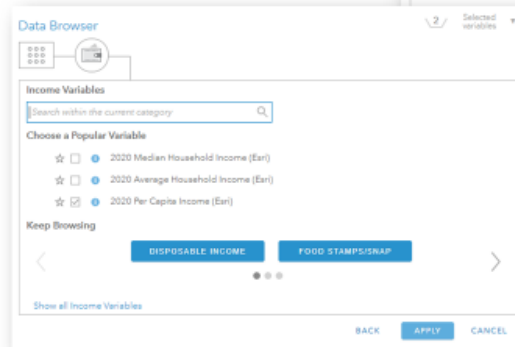 Data Browser
2 Selected variables
Income Variables
Search within the current category
Choose a Popular Variable
2020 Median Household Income (Esri)
2020 Average Household Income (Esri)
2020 Per Capita Income (Esri)
Keep Browsing
DISPOSABLE INCOME FOOD STAMPS/SNAP
Show all Income Variables
BACK APPLY CANCEL